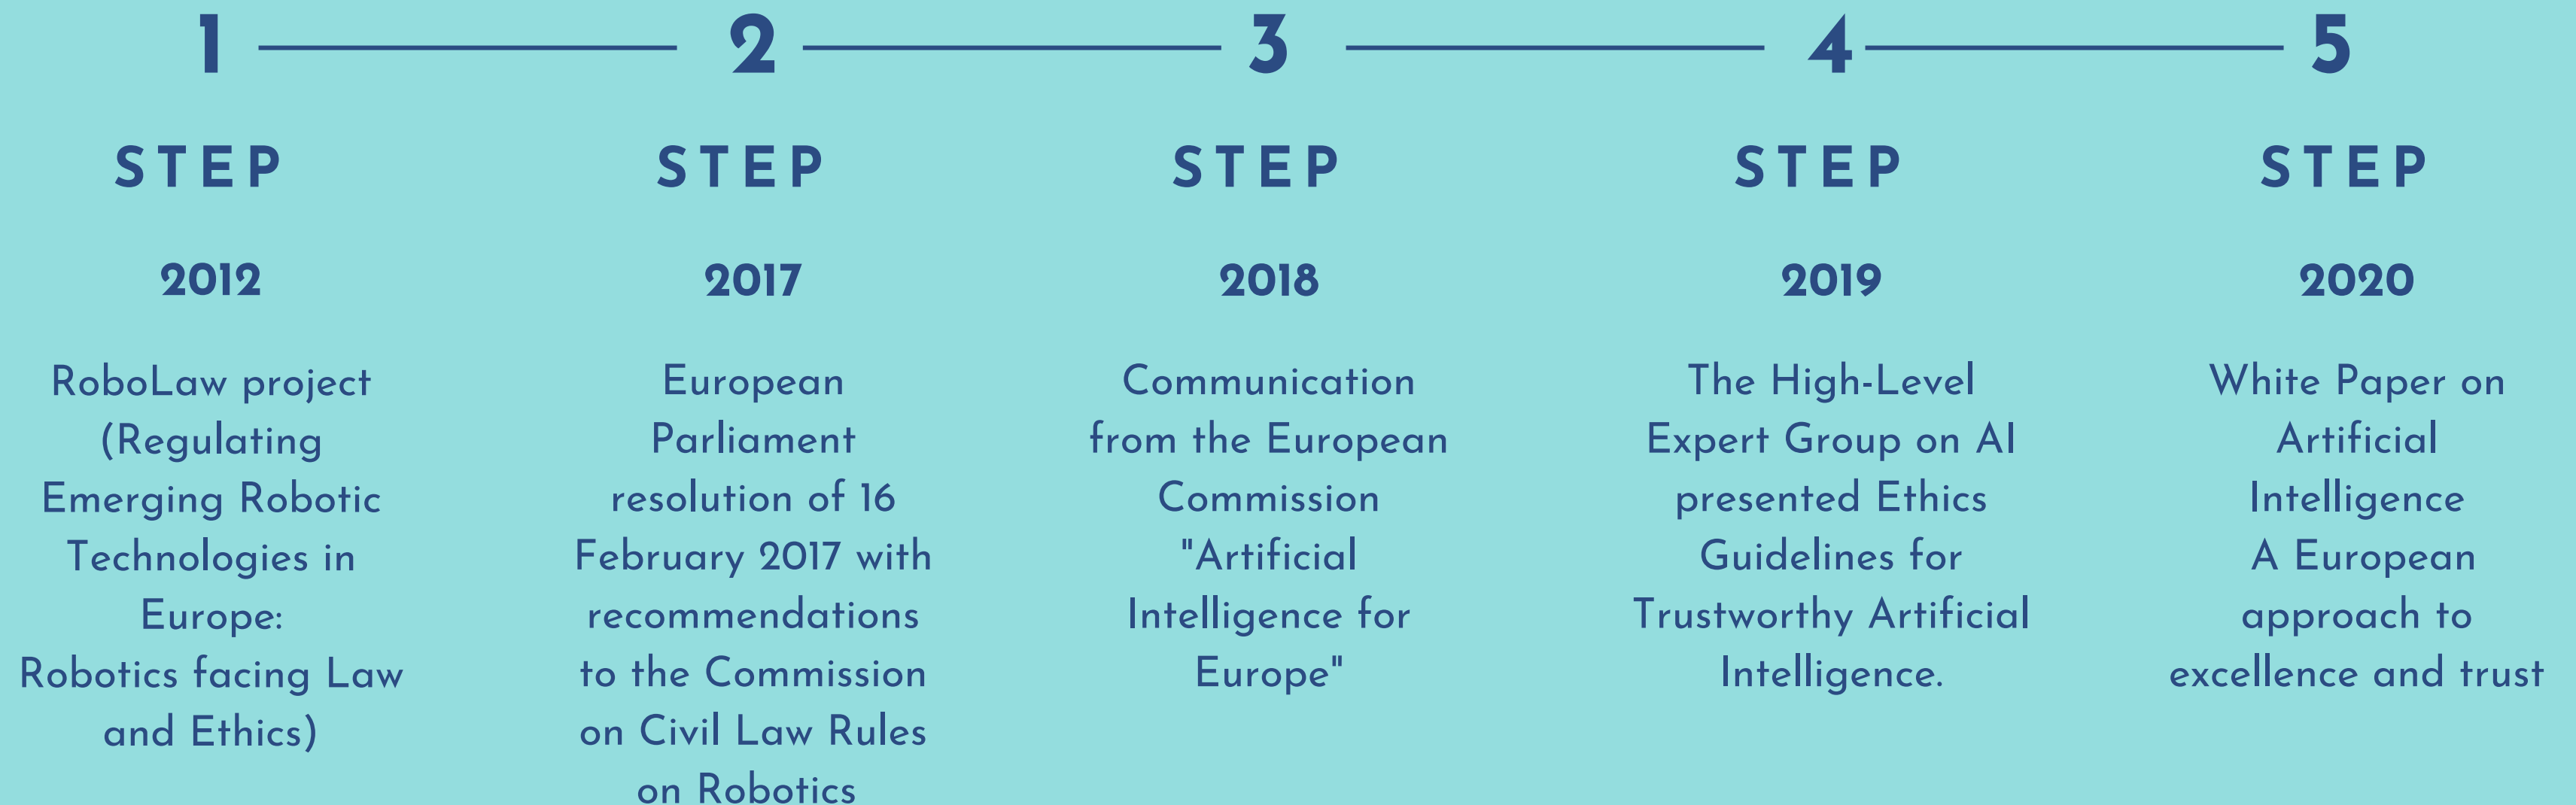 1
STEP
2012
RoboLaw project
(Regulating
Emerging Robotic
Technologies in
Europe:
Robotics facing Law
and Ethics)
2
STEP
2017
European
Parliament
resolution of 16
February 2017 with
recommendations
to the Commission
on Civil Law Rules
on Robotics
3
STEP
2018
Communication
from the European
Commission
"Artificial
Intelligence for
Europe"
4
STEP
2019
The High-Level
Expert Group on AI
presented Ethics
Guidelines for
Trustworthy Artificial
Intelligence.
5
STEP
2020
White Paper on
Artificial
Intelligence
A European
approach to
excellence and trust